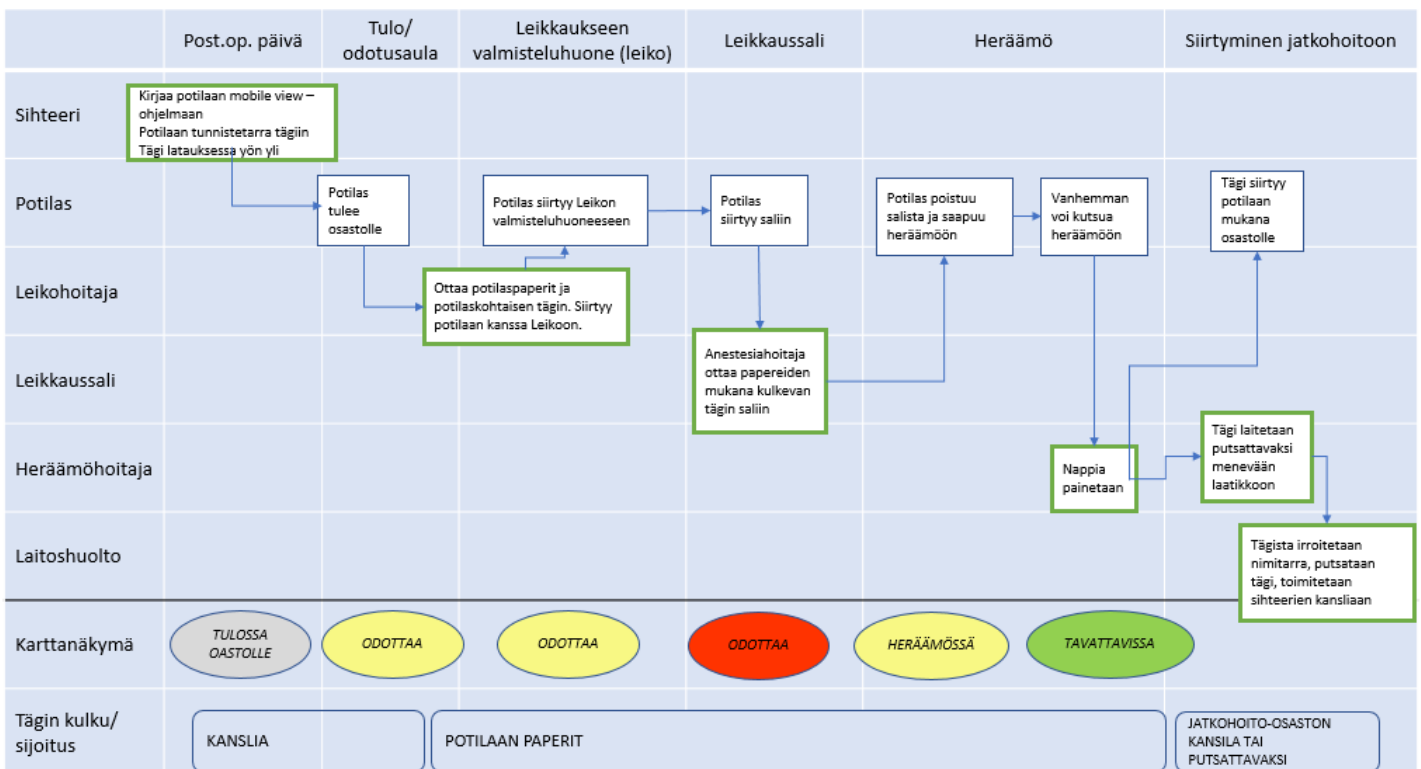 Post.op. päivä
Tulo/
odotusaula
Leikkaukseen
valmisteluhuone (leiko)
Leikkaussali
Heräämö
Siirtyminen jatkohoitoon
Sihteeri
Kirjaa potilaan mobile view –
ohjelmaan
Potilaan tunnistetarra tägiin
Tägi latauksessa yön yli
Potilas
Potilas
tulee
osastolle
Potilas siirtyy Leikon
valmisteluhuoneeseen
Potilas
siirtyy saliin
Potilas poistuu
salista ja saapuu
heräämöön
Vanhemman
voi kutsua
heräämöön
Tägi siirtyy
potilaan
mukana
osastolle
Leikohoitaja
Ottaa potilaspaperit ja
potilaskohtaisen tägin. Siirtyy
potilaan kanssa Leikoon.
Leikkaussali
Anestesiahoitaja
ottaa papereiden
mukana kulkevan
tägin saliin
Heräämöhoitaja
Nappia
painetaan
Tägi laitetaan
putsattavaksi
menevään
laatikkoon
Laitoshuolto
Tägista irroitetaan
nimitarra, putsataan
tägi, toimitetaan
sihteerien kansliaan
Karttanäkymä
TULOSSA
OASTOLLE
ODOTTAA
ODOTTAA
ODOTTAA
HERÄÄMÖSSÄ
TAVATTAVISSA
Tägin kulku/
sijoitus
KANSLIA
POTILAAN PAPERIT
JATKOHOITO-OSASTON
KANSILA TAI
PUTSATTAVAKSI